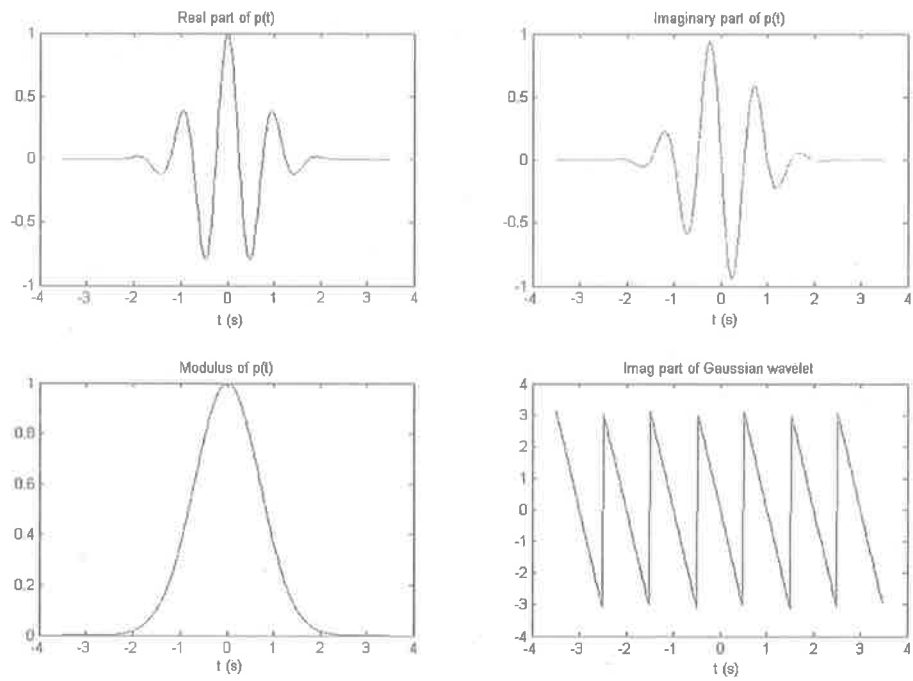 Real part of p(t)
1
0.5
0
-0.5
-1
-4 -3 -2 -1 0 1 2 3 4
t (s)
Imaginary part of p(t)
1
0.5
0
-0.5
-1
-4 -3 -2 -1 0 1 2 3 4
t (s)
Modulus of p(t)
1
0.8
0.6
0.4
0.2
0
-4 -3 -2 -1 0 1 2 3 4
t (s)
Imag part of Gaussian wavelet
4
3
2
1
0
-1
-2
-3
-4
-4 -3 -2 -1 0 1 2 3 4
t (s)